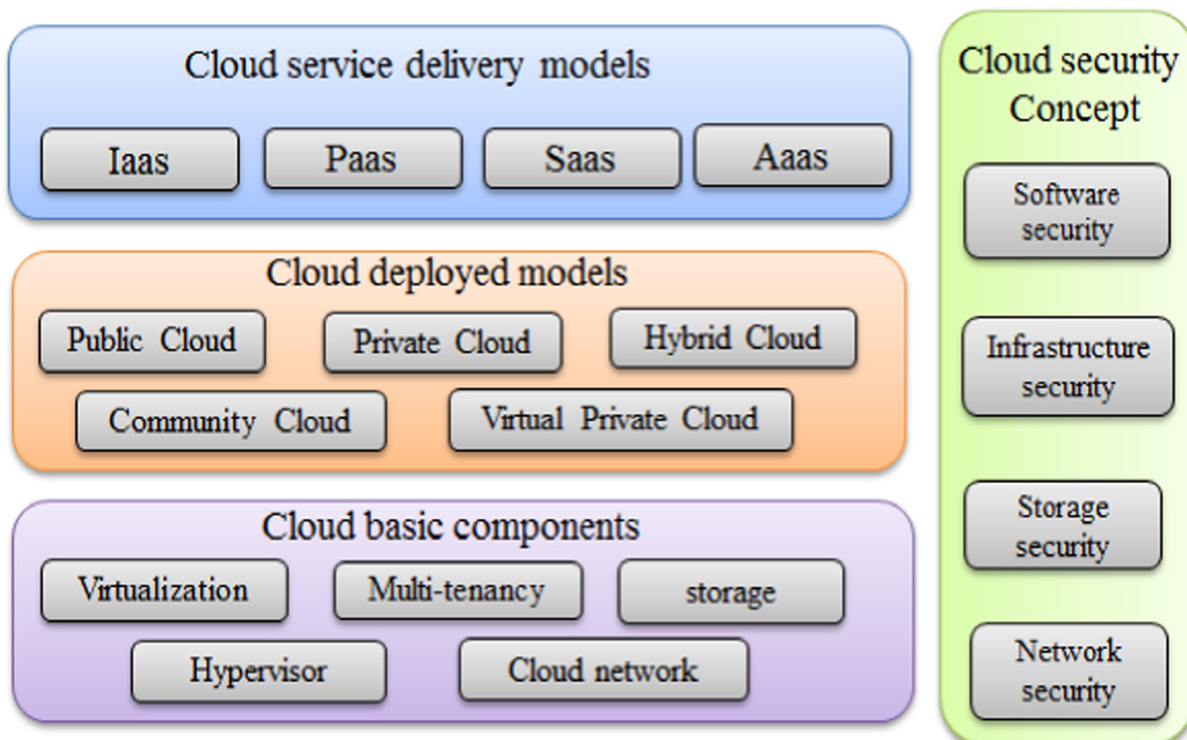 Cloud service delivery models
Iaas
Paas
Saas
Aaas
Cloud deployed models
Public Cloud
Private Cloud
Hybrid Cloud
Community Cloud
Virtual Private Cloud
Cloud basic components
Virtualization
Multi-tenancy
storage
Hypervisor
Cloud network
Cloud security
Concept
Software
security
Infrastructure
security
Storage
security
Network
security